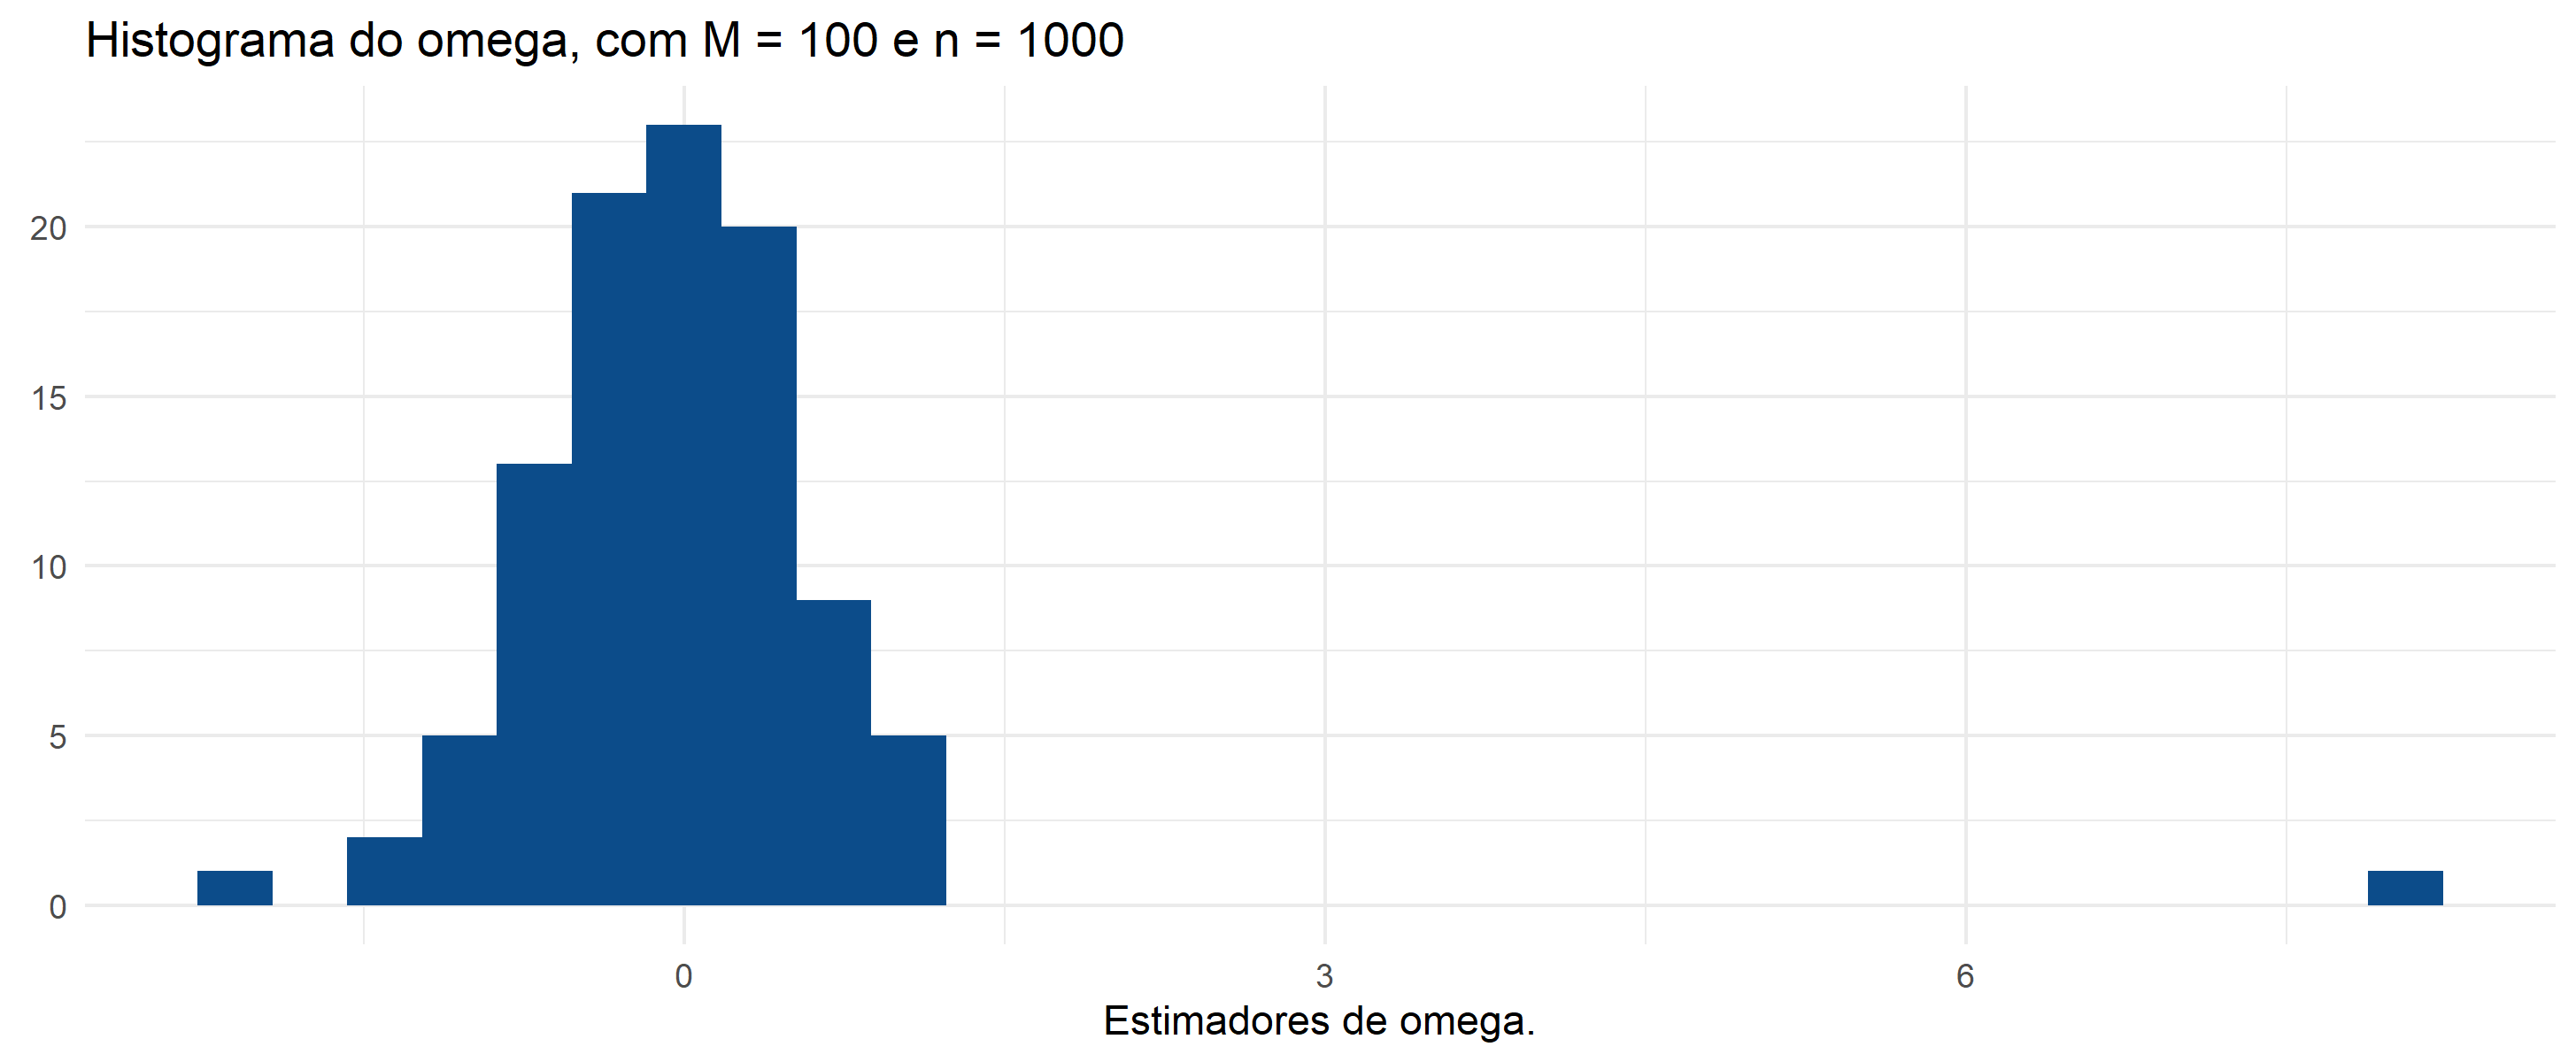 Histograma do omega, com M = 100 e n = 1000
20
15
10
5
0
0 3 6
Estimadores de omega.